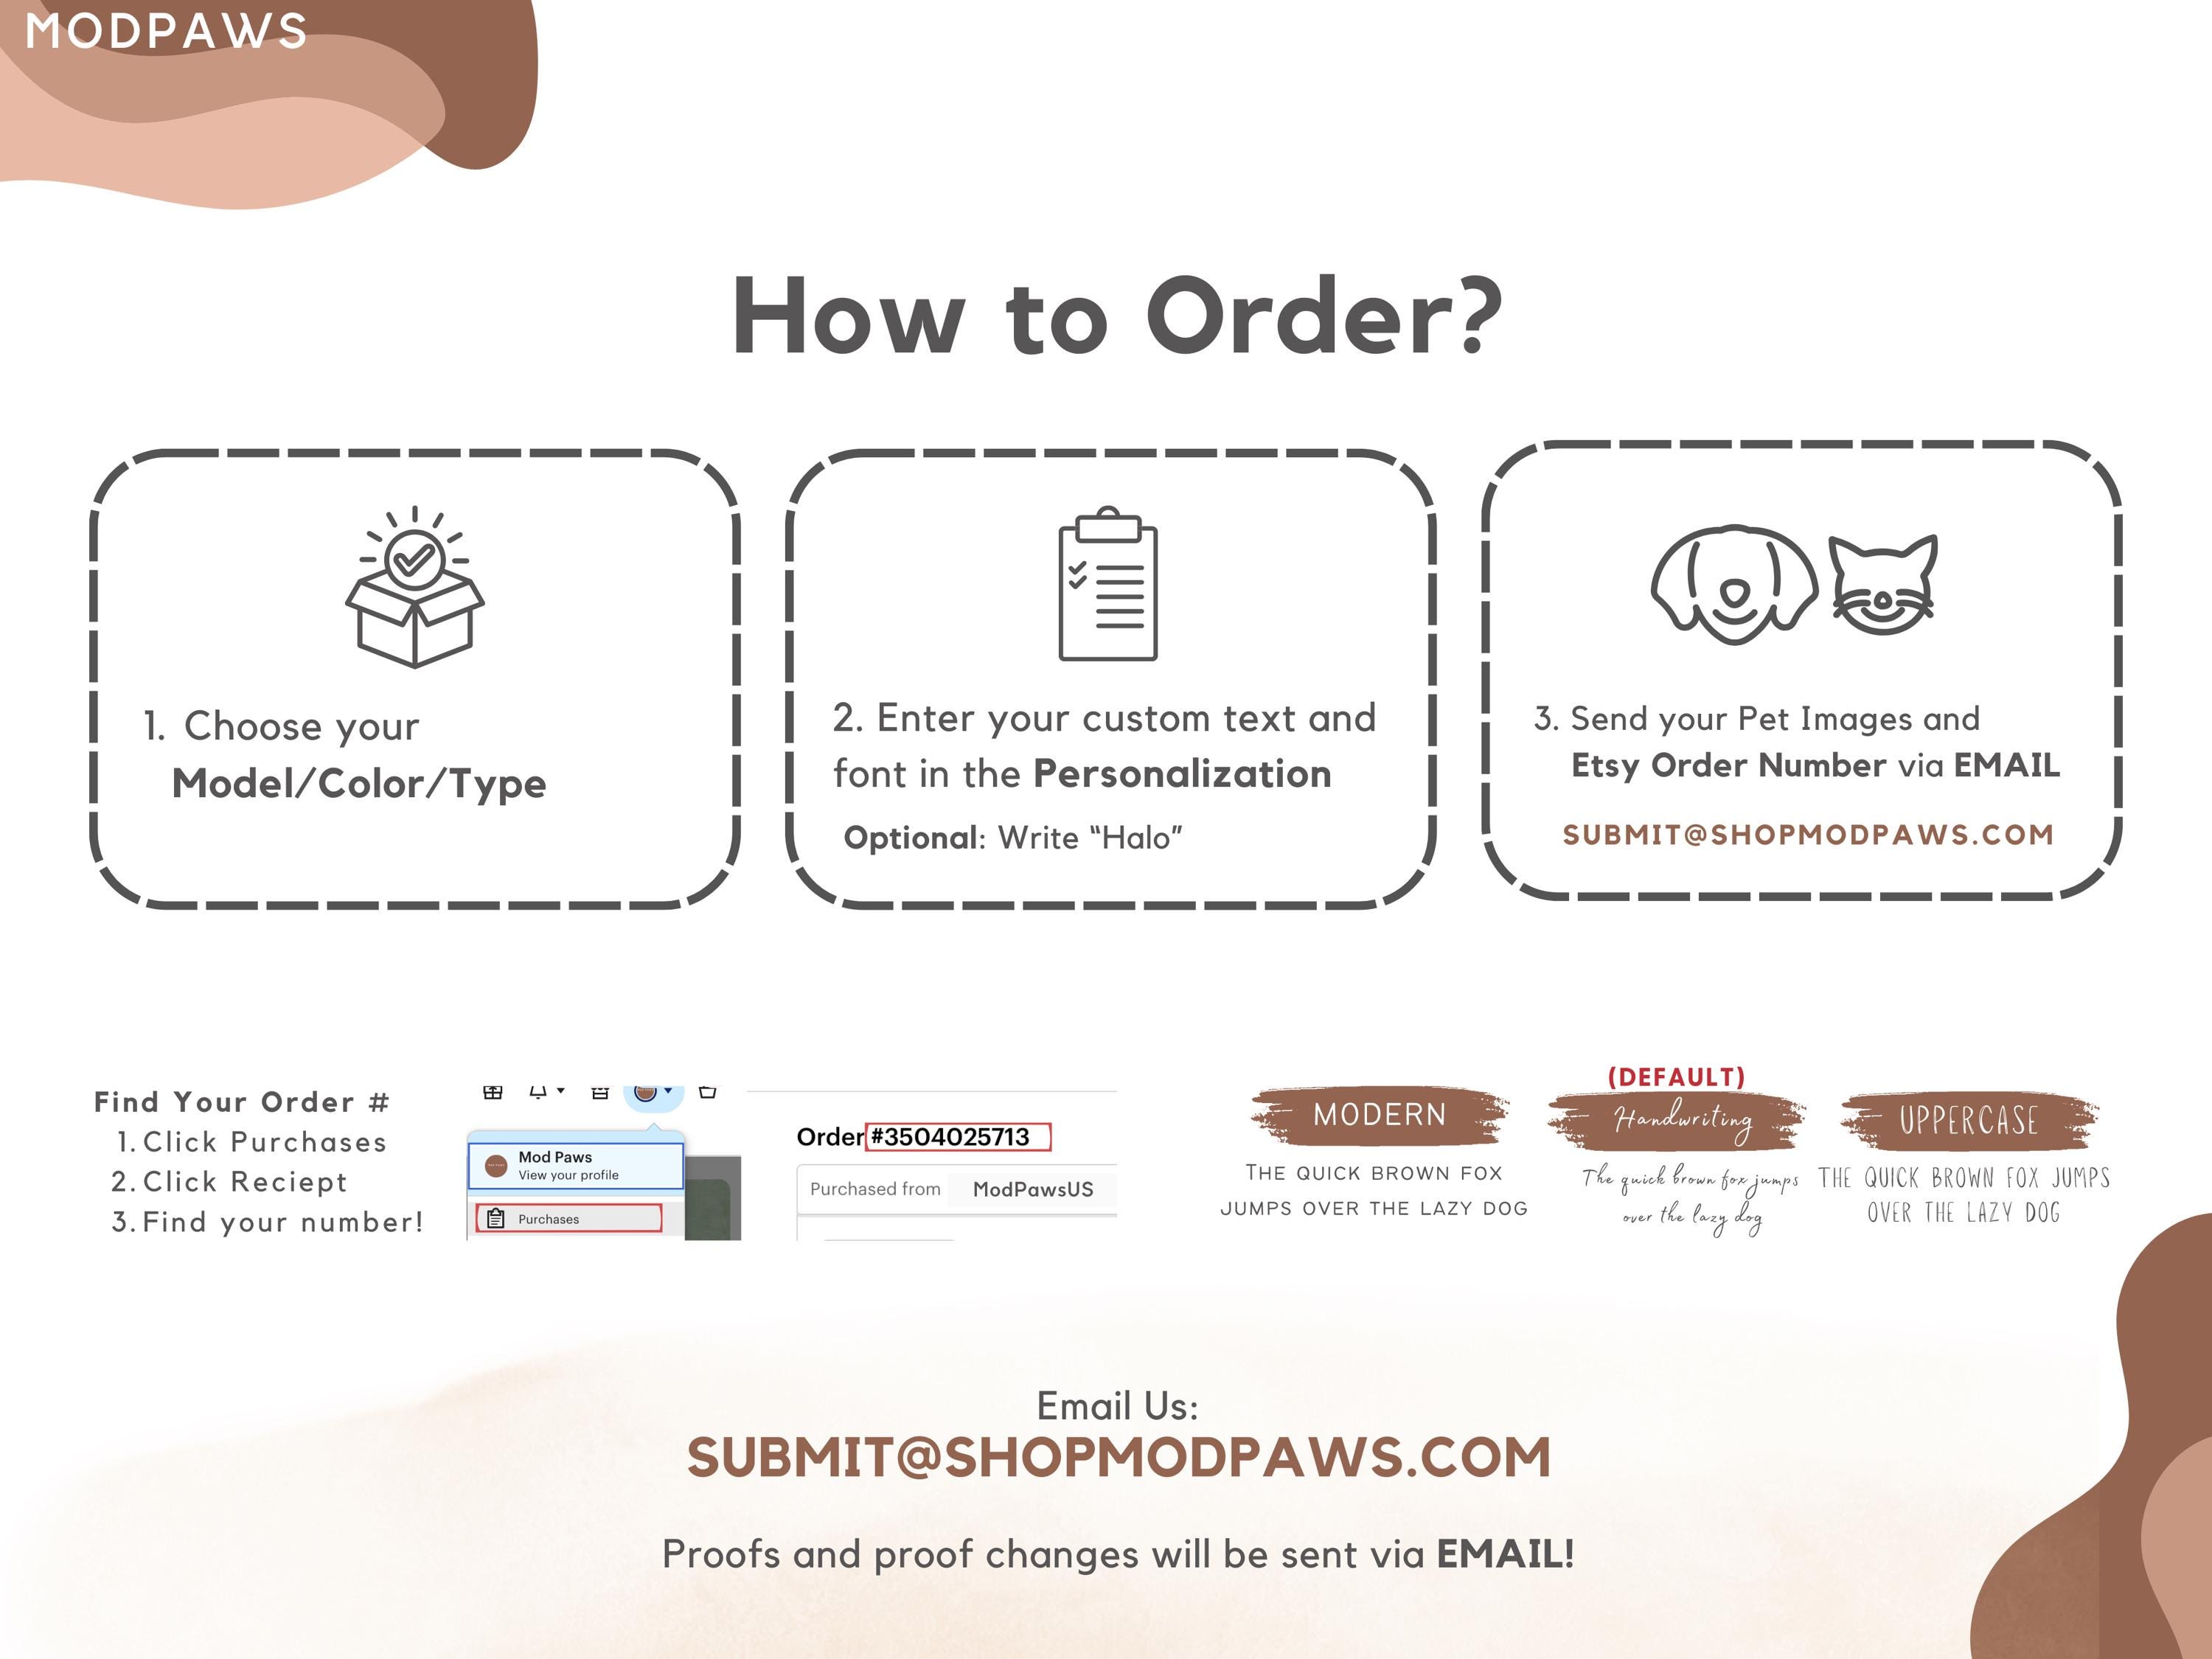 MODPAWS
How to Order?
1. Choose your
Model/Color/Type
2. Enter your custom text and
font in the Personalization
Optional: Write “Halo”
3. Send your Pet Images and
Etsy Order Number via EMAIL
SUBMIT@SHOPMODPAWS.COM
Find Your Order #
1. Click Purchases
2. Click Reciept
3. Find your number!
Mod Paws
View your profile
Purchases
Order #3504025713
Purchased from ModPawsUS
MODERN
THE QUICK BROWN FOX
JUMPS OVER THE LAZY DOG
(DEFAULT)
Handwriting
The quick brown fox jumps
over the lazy dog
UPPERCASE
THE QUICK BROWN FOX JUMPS
OVER THE LAZY DOG
Email Us:
SUBMIT@SHOPMODPAWS.COM
Proofs and proof changes will be sent via EMAIL!